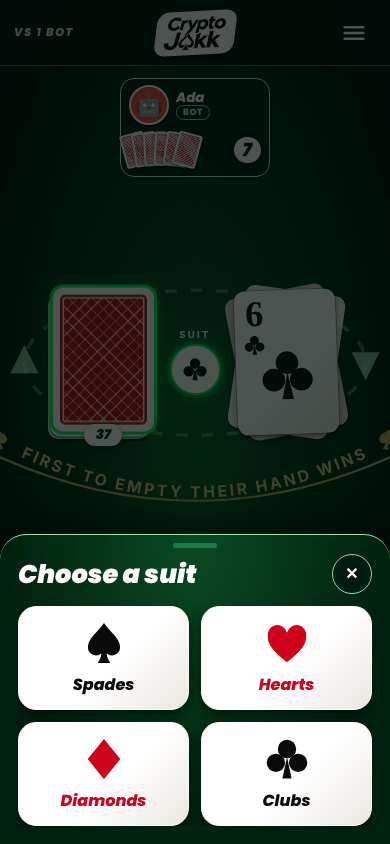 VS 1 BOT
Crypto
Jokk
Ada
BOT
7
SUIT
6
37
FIRST TO EMPTY THEIR HAND WINS
Choose a suit
Spades
Hearts
Diamonds
Clubs